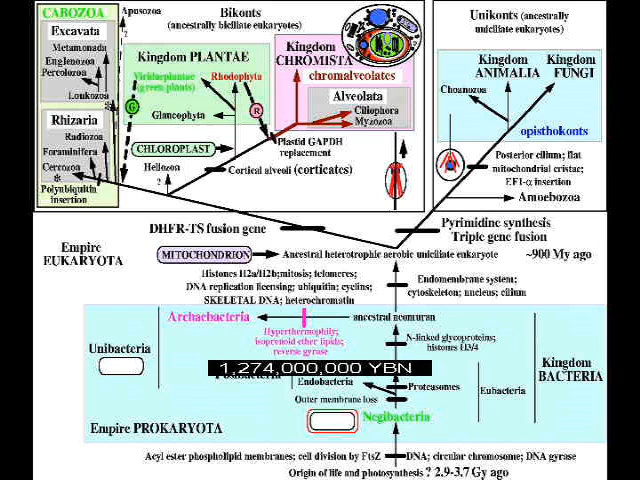 CABOZOA
Apusozoa
Bikonts
(ancestrally biciliate eukaryotes)
Unikonts (ancestrally
uniciliate eukaryotes)
Excavata
Metamonada
Englenozoa
Percolozoa
Loukozoa
?
Kingdom PLANTAE
Viridaeplantae
(green plants)
Rhodophyta
Glaucophyta
G
R
CHLOROPLAST
Kingdom
CHROMISTA
chromalveolates
Alveolata
Ciliophora
Myzozoa
Plastid GAPDH
replacement
Kingdom
ANIMALIA
Kingdom
FUNGI
Choanozoa
opisthokonts
Rhizaria
Radiozoa
Foraminifera
Cercozoa
*
Polyubiquitin
insertion
Heliozoa
?
Cortical alveoli (corticates)
Posterior cilium; flat
mitochondrial cristae;
EF1-α insertion
Amoebozoa
DHFR-TS fusion gene
Pyrimidine synthesis
Triple gene fusion
Empire
EUKARYOTA
MITOCHONDRION
Ancestral heterotrophic aerobic uniciliate eukaryote
~900 My ago
Histones H2a/H2b;mitosis; telomeres,
DNA replication licensing; ubiquitin; cyclins,
SKELETAL DNA; heterochromatin
Endomembrane system;
cytoskeleton; nucleus; cilium
Archaebacteria
ancestral neomuran
Hyperthermophily;
isoprenoid ether lipids;
reverse gyrase
N-linked glycoproteins;
histones H3/4
Unibacteria
Kingdom
BACTERIA
1,274,000,000 YBN
Endobacteria
Proteasomes
Outer membrane loss
Eubacteria
Negibacteria
Empire PROKARYOTA
Acyl ester phospholipid membranes; cell division by FtsZ
DNA; circular chromosome; DNA gyrase
Origin of life and photosynthesis ? 2.9-3.7 Gy ago